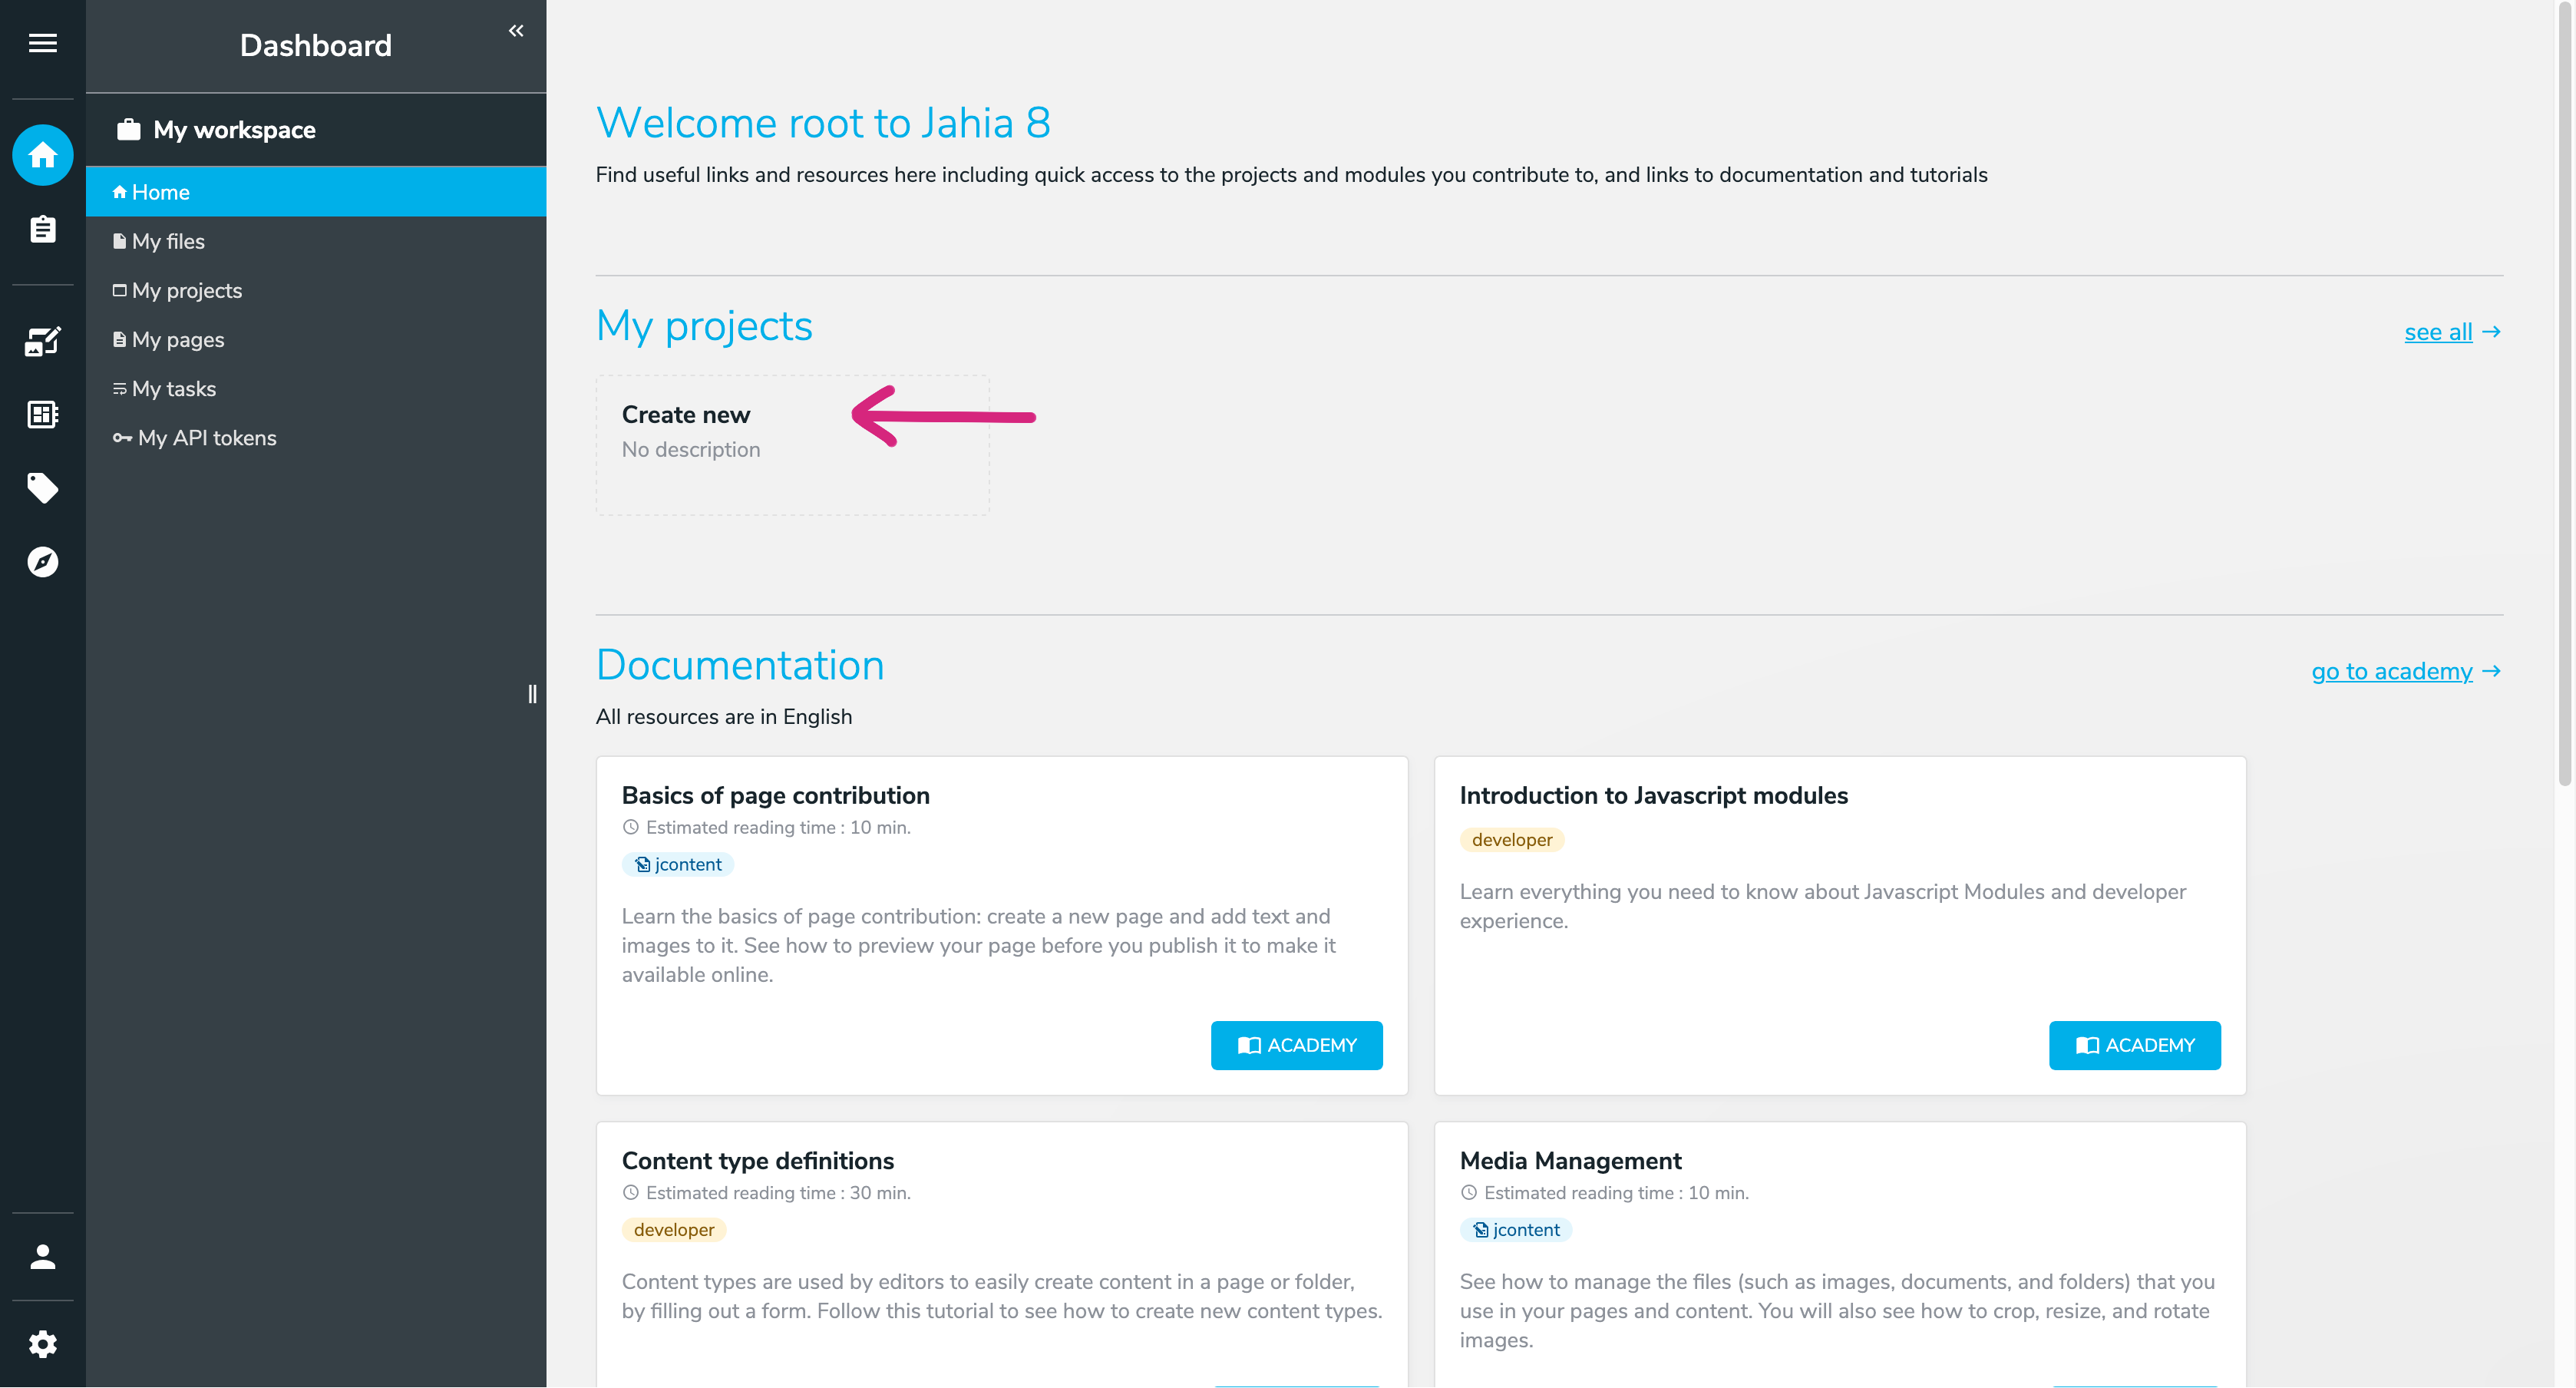 Dashboard
My workspace
Home
My files
My projects
My pages
My tasks
My API tokens
Welcome root to Jahia 8
Find useful links and resources here including quick access to the projects and modules you contribute to, and links to documentation and tutorials
My projects
see all
Create new
No description
Documentation
go to academy
All resources are in English
Basics of page contribution
Estimated reading time : 10 min.
jcontent
Learn the basics of page contribution: create a new page and add text and
images to it. See how to preview your page before you publish it to make it
available online.
ACADEMY
Introduction to Javascript modules
developer
Learn everything you need to know about Javascript Modules and developer
experience.
ACADEMY
Content type definitions
Estimated reading time : 30 min.
developer
Content types are used by editors to easily create content in a page or folder,
by filling out a form. Follow this tutorial to see how to create new content types.
Media Management
Estimated reading time : 10 min.
jcontent
See how to manage the files (such as images, documents, and folders) that you
use in your pages and content. You will also see how to crop, resize, and rotate
images.